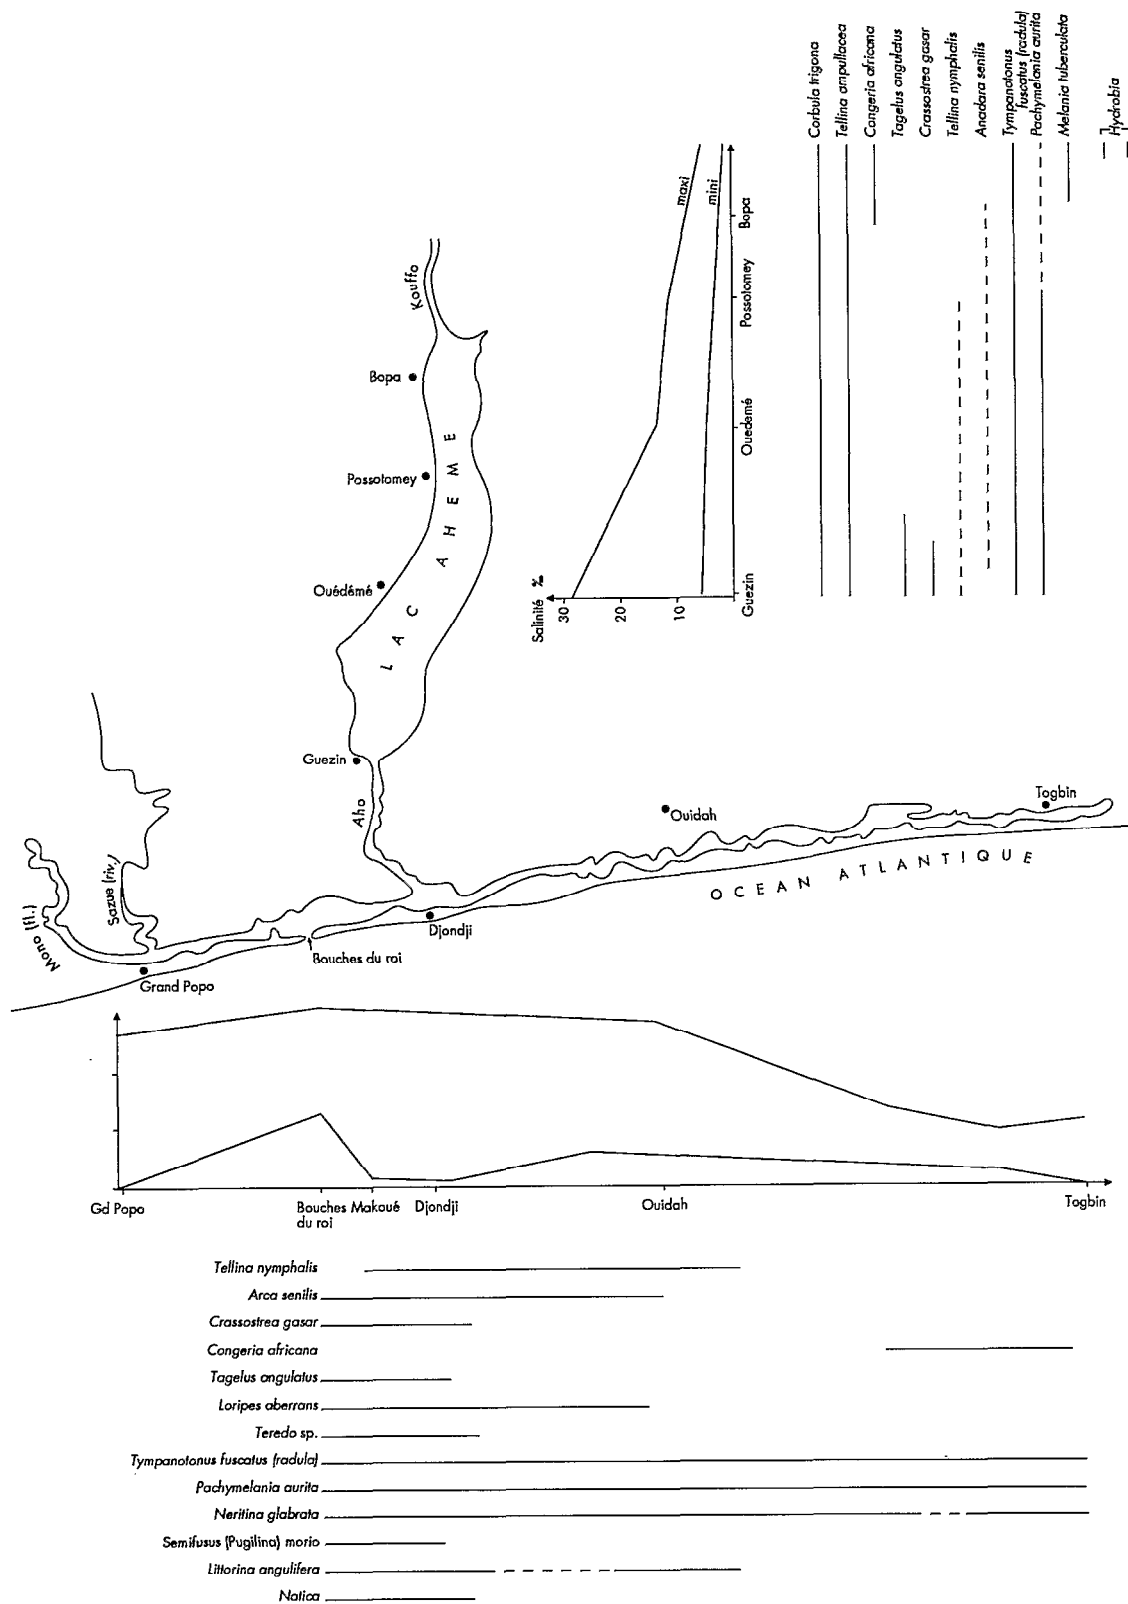 Corbula trigona
Tellina ampullacea
Congeria africana
Tagelus angulatus
Crassostrea gasar
Tellina nymphalis
Anadara senilis
Tympanotonus
fuscatus (radula)
Pachymelania aurita
Melania tuberculata
Hydrobia
maxi
mini
Bopa
Possotomey
Ouedemé
Guezin
Salinité ‰
30
20
10
Kouffo
Bopa
Possotomey
Ouédémé
LAC AHEME
Guezin
Aho
Ouidah
Togbin
OCEAN ATLANTIQUE
Mono (fl.)
Sazue (riv.)
Djondji
Bouches du roi
Grand Popo
Gd Popo
Bouches
du roi
Makoué
Djondji
Ouidah
Togbin
Tellina nymphalis
Arca senilis
Crassostrea gasar
Congeria africana
Tagelus angulatus
Loripes aberrans
Teredo sp.
Tympanotonus fuscatus (radula)
Pachymelania aurita
Neritina glabrata
Semifusus (Pugilina) morio
Littorina angulifera
Natica